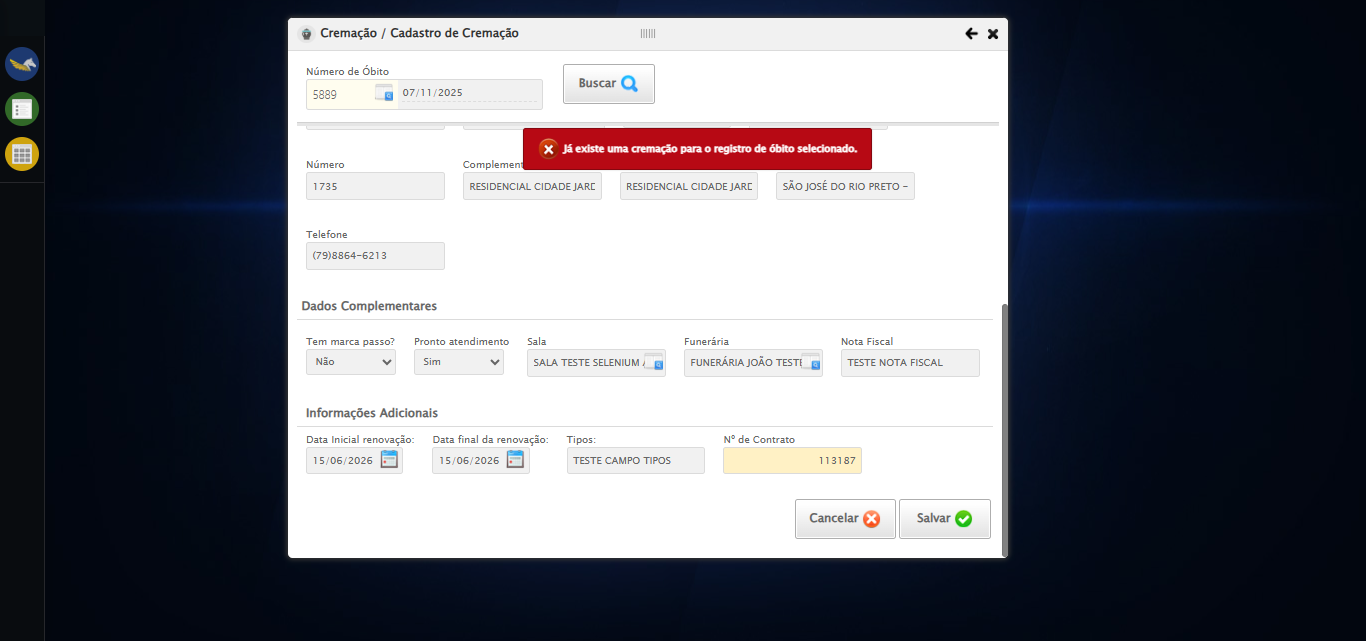 Cremação / Cadastro de Cremação
Número de Óbito
5889
07/11/2025
Buscar
Já existe uma cremação para o registro de óbito selecionado.
Número
Complement
1735
RESIDENCIAL CIDADE JARD
RESIDENCIAL CIDADE JARD
SÃO JOSÉ DO RIO PRETO -
Telefone
(79)8864-6213
Dados Complementares
Tem marca passo?
Pronto atendimento
Sala
Funerária
Nota Fiscal
Não
Sim
SALA TESTE SELENIUM
FUNERÁRIA JOÃO TESTE
TESTE NOTA FISCAL
Informações Adicionais
Data Inicial renovação:
Data final da renovação:
Tipos:
Nº de Contrato
15/06/2026
15/06/2026
TESTE CAMPO TIPOS
113187
Cancelar
Salvar